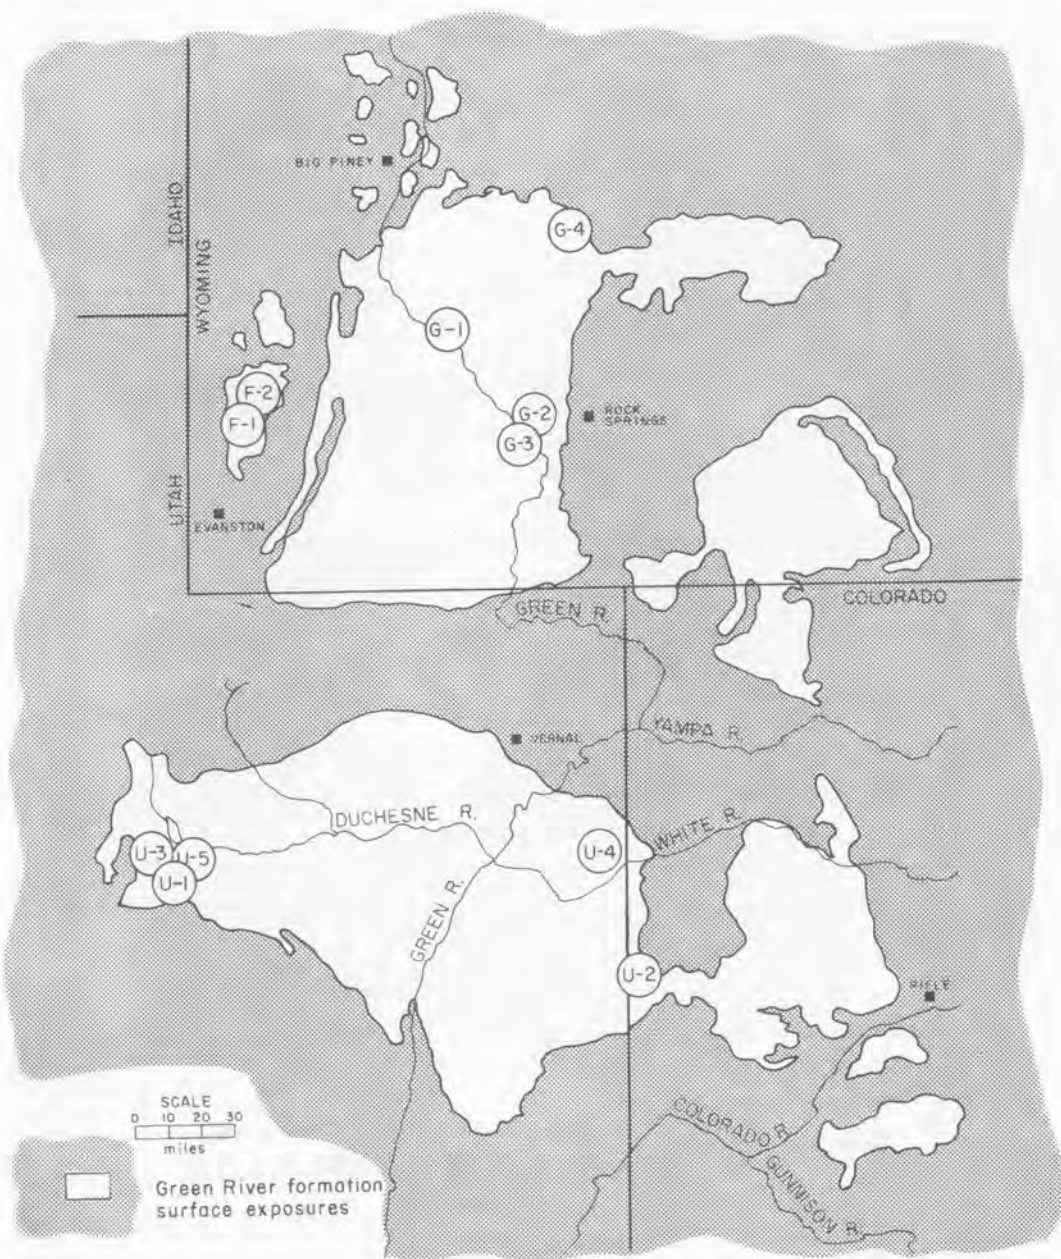 BIG PINEY
IDAHO
WYOMING
G-4
G-1
F-2
F-1
G-2
G-3
ROCK
SPRINGS
UTAH
EVANSTON
COLORADO
GREEN R.
YAMPA R.
VERNAL
DUCHESNE R.
WHITE R.
U-3
U-5
U-1
U-4
GREEN R.
U-2
RIFLE
SCALE
0 10 20 30
miles
COLORADO R.
GUNNISON R.
Green River formation
surface exposures